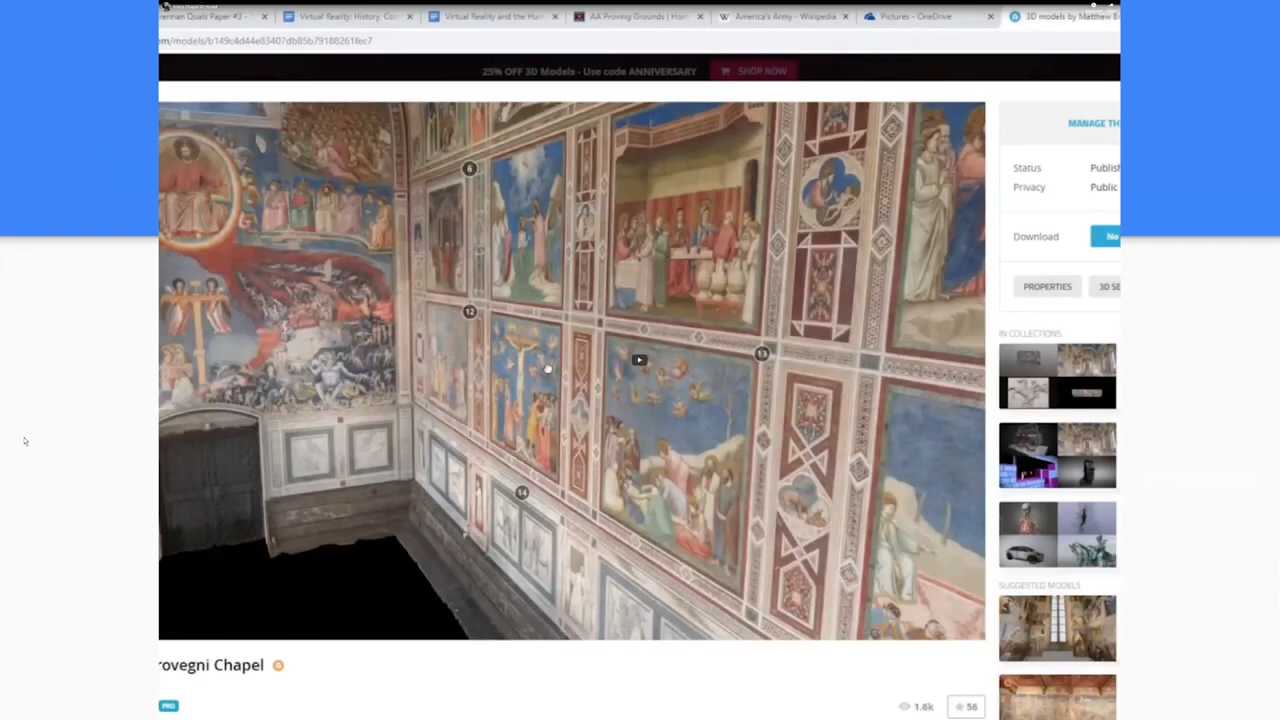 rennan Quals Paper #3 -
Virtual Reality: History, Co
Virtual Reality and the Hum
AA Proving Grounds | Hom
America's Army - Wikipedia
Pictures - OneDrive
3D models by Matthew B
om/models/b149c4d44e83407db85b79188261fec7
25% OFF 3D Models - Use code ANNIVERSARY
SHOP NOW
MANAGE TH
Status Publish
Privacy Public
Download No
PROPERTIES 3D SE
IN COLLECTIONS
6
12
13
14
SUGGESTED MODELS
rovegni Chapel
PRO
1.6k
56